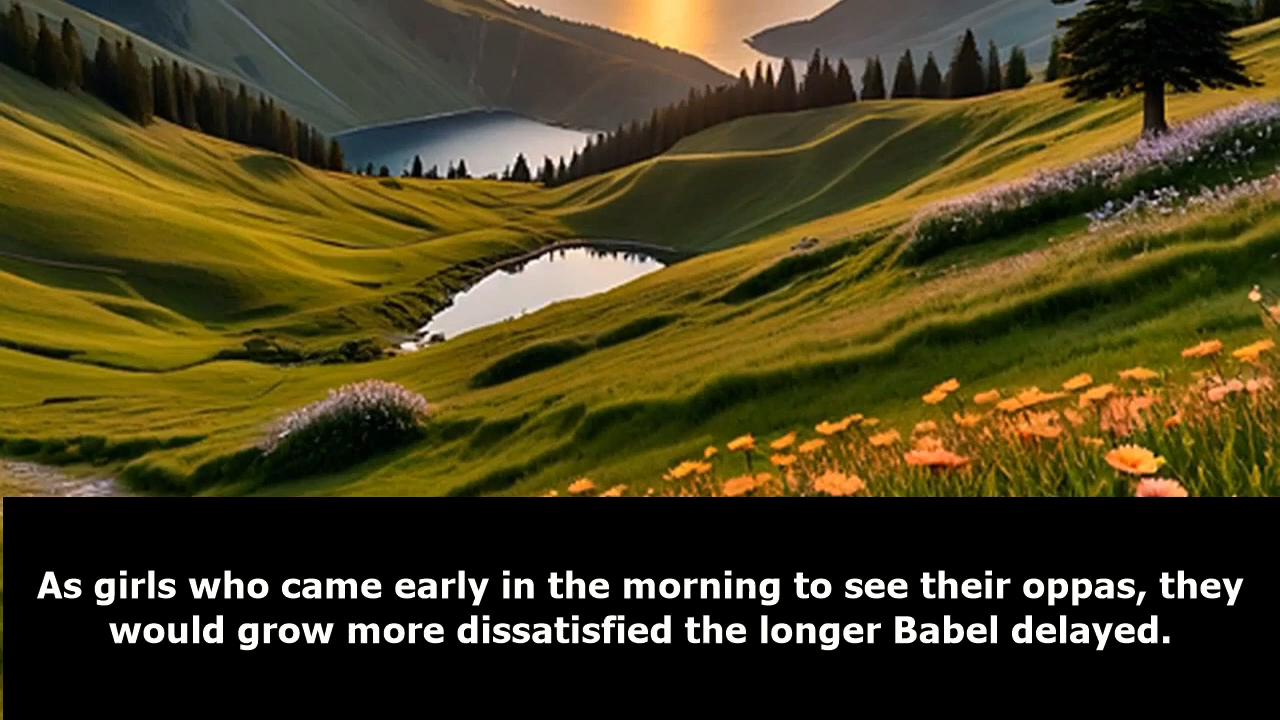 As girls who came early in the morning to see their oppas, they
would grow more dissatisfied the longer Babel delayed.